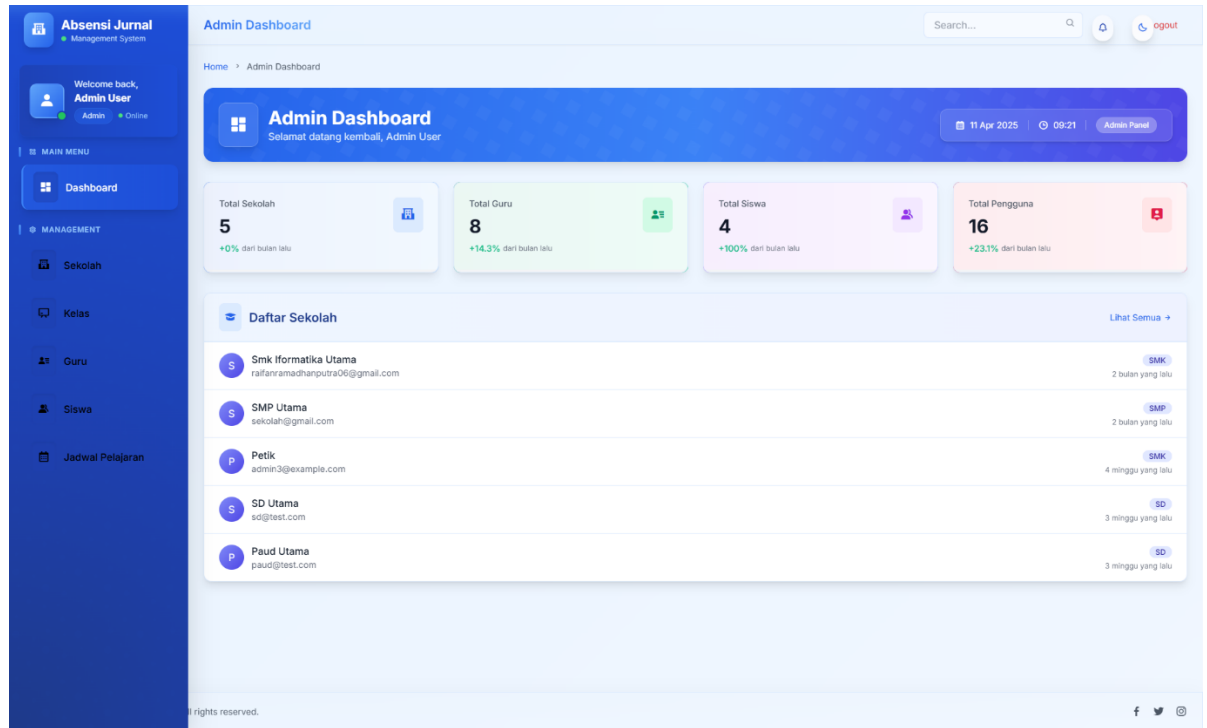 Absensi Jurnal
Management System
Welcome back,
Admin User
Admin Online
MAIN MENU
Dashboard
MANAGEMENT
Sekolah
Kelas
Guru
Siswa
Jadwal Pelajaran
Admin Dashboard
Search...
ogout
Home > Admin Dashboard
Admin Dashboard
Selamat datang kembali, Admin User
11 Apr 2025 09:21 Admin Panel
Total Sekolah
5
+0% dari bulan lalu
Total Guru
8
+14.3% dari bulan lalu
Total Siswa
4
+100% dari bulan lalu
Total Pengguna
16
+23.1% dari bulan lalu
Daftar Sekolah
Lihat Semua →
S
Smk Iformatika Utama
raifanramadhanputra06@gmail.com
SMK
2 bulan yang lalu
S
SMP Utama
sekolah@gmail.com
SMP
2 bulan yang lalu
P
Petik
admin3@example.com
SMK
4 minggu yang lalu
S
SD Utama
sd@test.com
SD
3 minggu yang lalu
P
Paud Utama
paud@test.com
SD
3 minggu yang lalu
ll rights reserved.